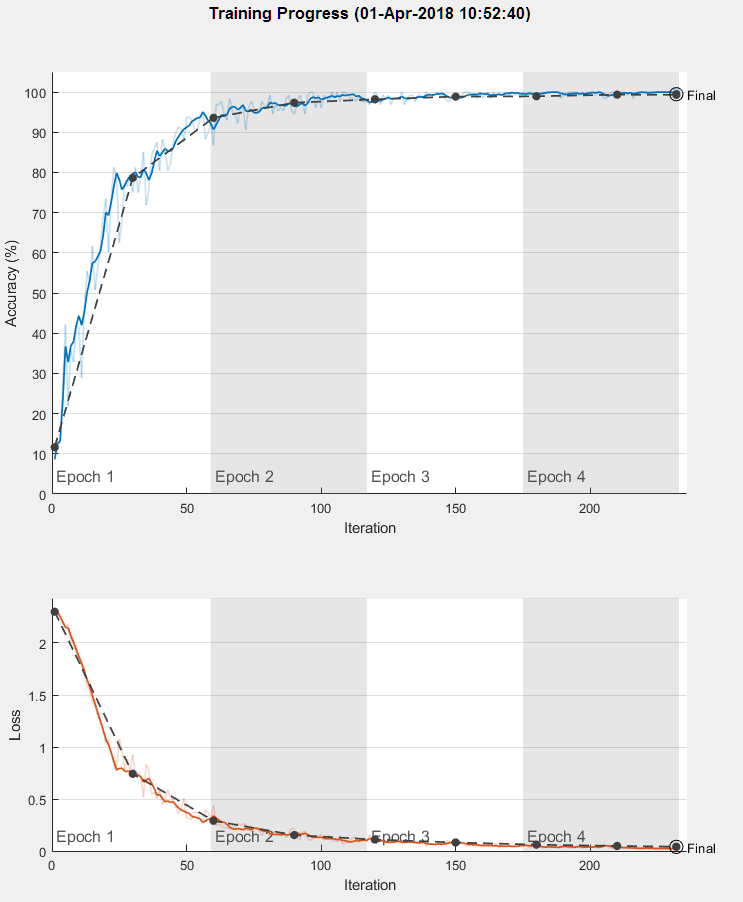 Training Progress (01-Apr-2018 10:52:40)
100
90
80
70
60
50
40
30
20
10
0
Accuracy (%)
Final
Epoch 1
Epoch 2
Epoch 3
Epoch 4
0
50
100
150
200
Iteration
2
1.5
1
0.5
0
Loss
Epoch 1
Epoch 2
Epoch 3
Epoch 4
Final
0
50
100
150
200
Iteration